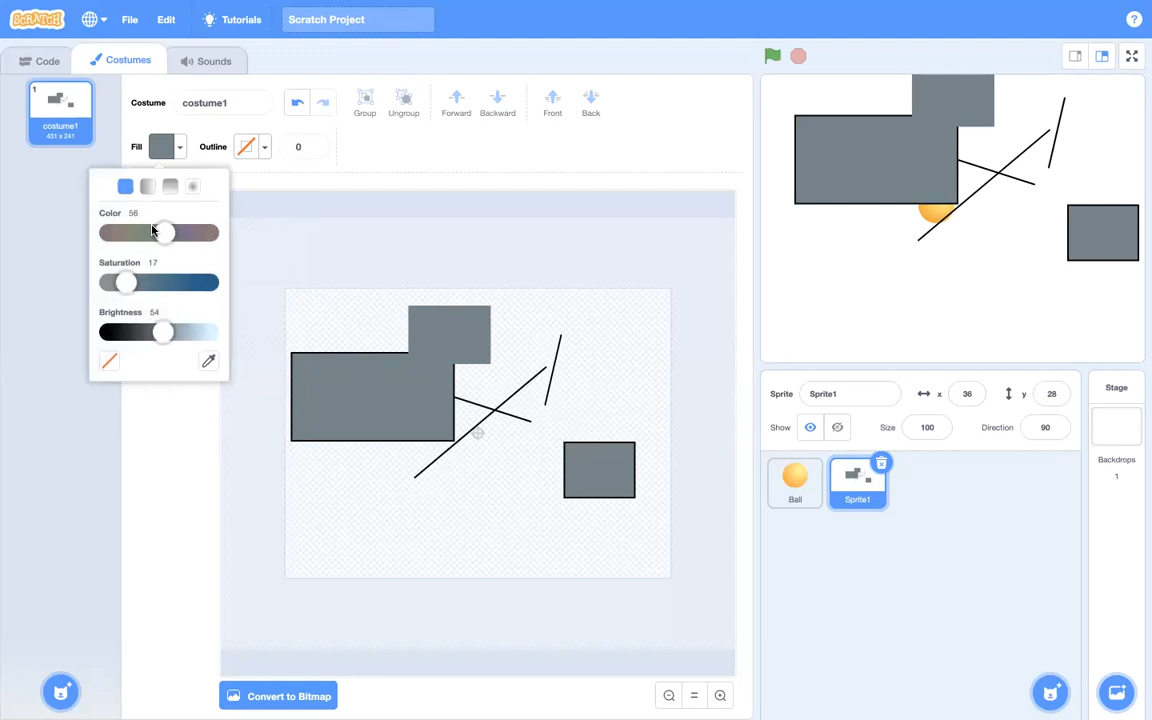 SCRATCH File Edit Tutorials Scratch Project ?
Code Costumes Sounds
1
costume1
431 x 241
Costume costume1
Group Ungroup Forward Backward Front Back
Fill Outline 0
Color 56
Saturation 17
Brightness 54
Convert to Bitmap
Sprite Sprite1 x 36 y 28
Show Size 100 Direction 90
Ball
Sprite1
Stage
Backdrops
1